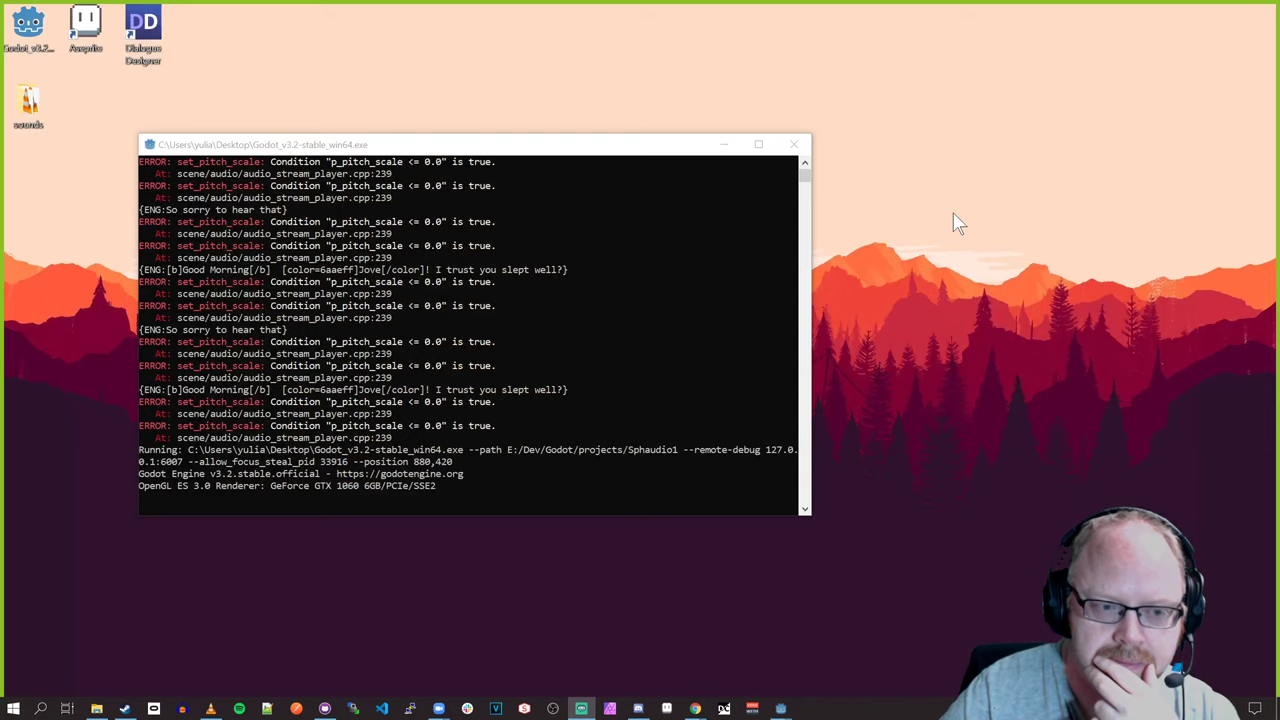 Godot_v3.2...
Aseprite
Dialogue
Designer
DD
sounds
C:\Users\yulia\Desktop\Godot_v3.2-stable_win64.exe
ERROR: set_pitch_scale: Condition "p_pitch_scale <= 0.0" is true.
At: scene/audio/audio_stream_player.cpp:239
ERROR: set_pitch_scale: Condition "p_pitch_scale <= 0.0" is true.
At: scene/audio/audio_stream_player.cpp:239
{ENG:So sorry to hear that}
ERROR: set_pitch_scale: Condition "p_pitch_scale <= 0.0" is true.
At: scene/audio/audio_stream_player.cpp:239
ERROR: set_pitch_scale: Condition "p_pitch_scale <= 0.0" is true.
At: scene/audio/audio_stream_player.cpp:239
{ENG:[b]Good Morning[/b]  [color=6aaeff]Jove[/color]! I trust you slept well?}
ERROR: set_pitch_scale: Condition "p_pitch_scale <= 0.0" is true.
At: scene/audio/audio_stream_player.cpp:239
ERROR: set_pitch_scale: Condition "p_pitch_scale <= 0.0" is true.
At: scene/audio/audio_stream_player.cpp:239
{ENG:So sorry to hear that}
ERROR: set_pitch_scale: Condition "p_pitch_scale <= 0.0" is true.
At: scene/audio/audio_stream_player.cpp:239
ERROR: set_pitch_scale: Condition "p_pitch_scale <= 0.0" is true.
At: scene/audio/audio_stream_player.cpp:239
{ENG:[b]Good Morning[/b]  [color=6aaeff]Jove[/color]! I trust you slept well?}
ERROR: set_pitch_scale: Condition "p_pitch_scale <= 0.0" is true.
At: scene/audio/audio_stream_player.cpp:239
ERROR: set_pitch_scale: Condition "p_pitch_scale <= 0.0" is true.
At: scene/audio/audio_stream_player.cpp:239
Running: C:\Users\yulia\Desktop\Godot_v3.2-stable_win64.exe --path E:/Dev/Godot/projects/Sphaudio1 --remote-debug 127.0.
0.1:6007 --allow_focus_steal_pid 33916 --position 880,420
Godot Engine v3.2.stable.official - https://godotengine.org
OpenGL ES 3.0 Renderer: GeForce GTX 1060 6GB/PCIe/SSE2